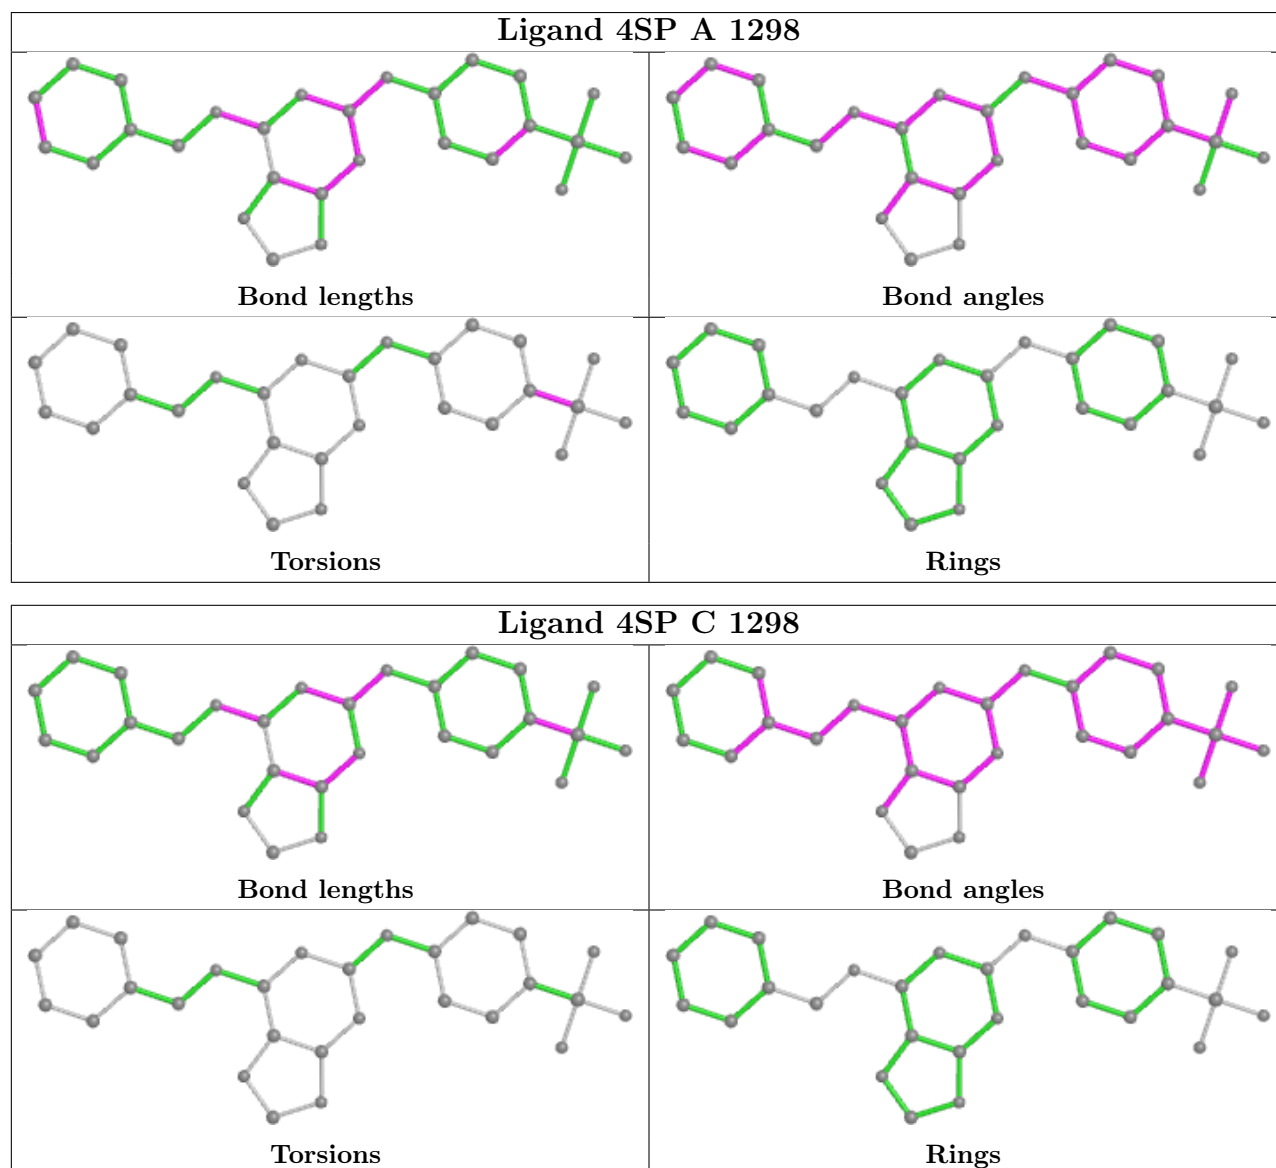 Ligand 4SP A 1298
Bond lengths
Bond angles
Torsions
Rings
Ligand 4SP C 1298
Bond lengths
Bond angles
Torsions
Rings